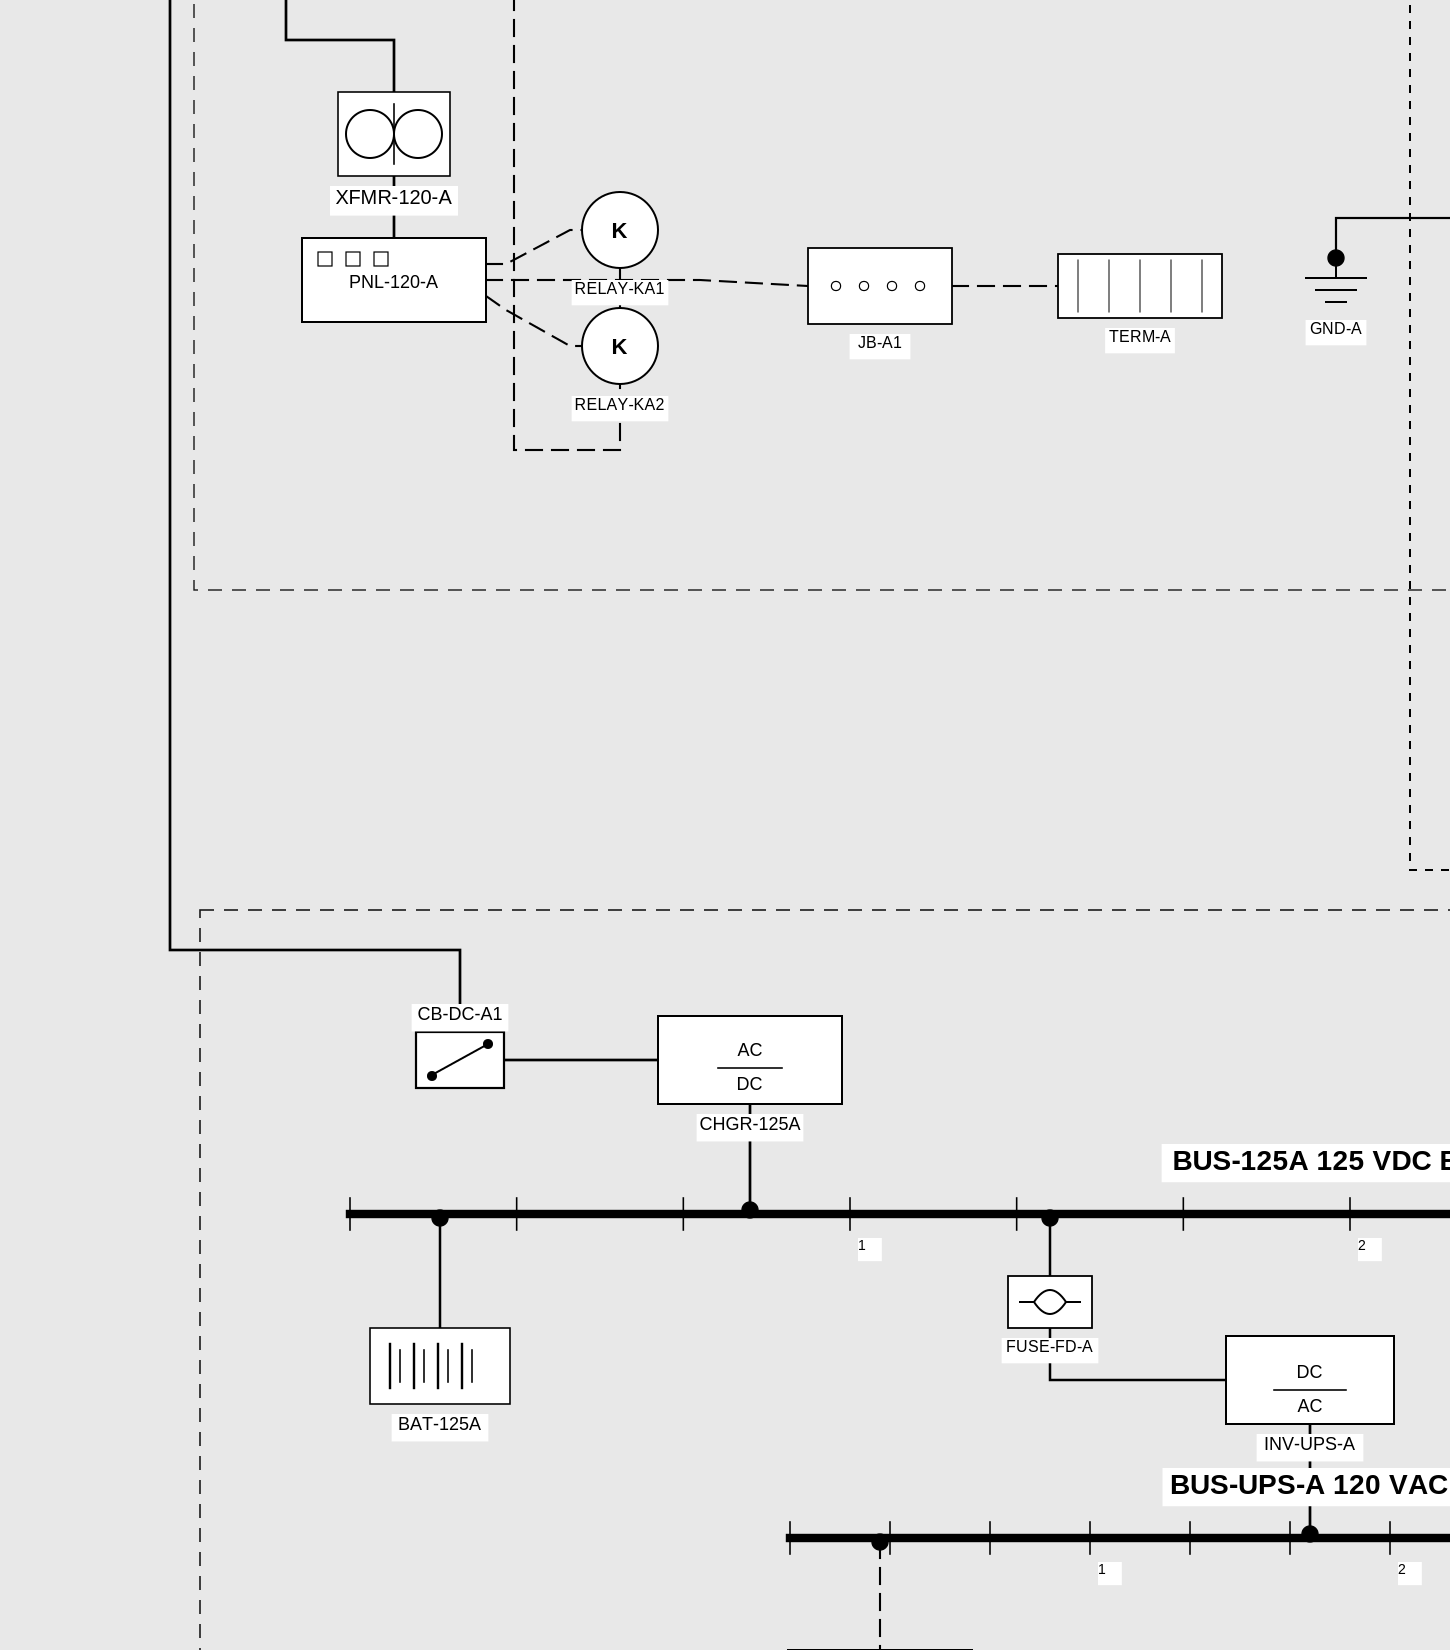 XFMR-120-A
PNL-120-A
K
RELAY-KA1
K
RELAY-KA2
JB-A1
TERM-A
GND-A
CB-DC-A1
AC
DC
CHGR-125A
BUS-125A 125 VDC
1
2
FUSE-FD-A
DC
AC
INV-UPS-A
BAT-125A
BUS-UPS-A 120 VAC
1
2